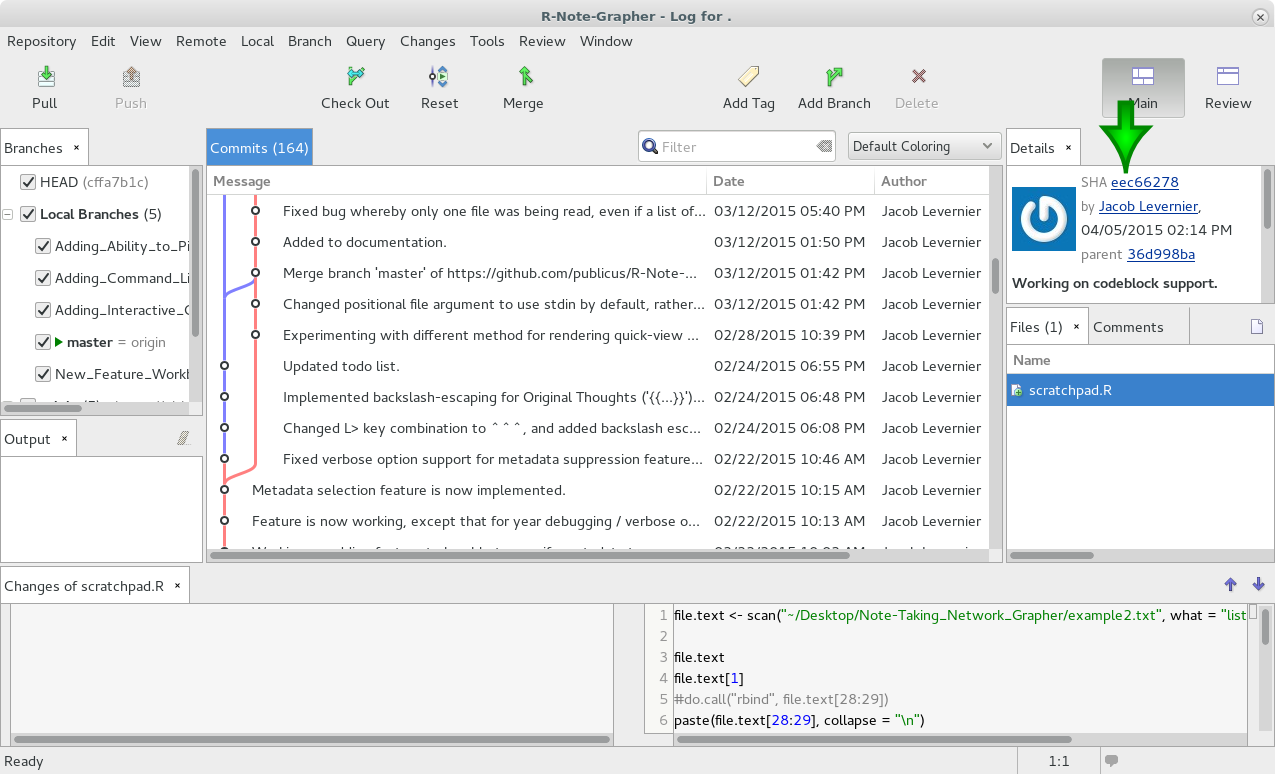 R-Note-Grapher - Log for .
Repository Edit View Remote Local Branch Query Changes Tools Review Window
Pull Push Check Out Reset Merge Add Tag Add Branch Delete Main Review
Branches
HEAD (cffa7b1c)
Local Branches (5)
Adding_Ability_to_Pi
Adding_Command_Li
Adding_Interactive_
master = origin
New_Feature_Work
Output
Commits (164) Filter Default Coloring
Message Date Author
Fixed bug whereby only one file was being read, even if a list of... 03/12/2015 05:40 PM Jacob Levernier
Added to documentation. 03/12/2015 01:50 PM Jacob Levernier
Merge branch 'master' of https://github.com/publicus/R-Note-... 03/12/2015 01:42 PM Jacob Levernier
Changed positional file argument to use stdin by default, rather... 03/12/2015 01:42 PM Jacob Levernier
Experimenting with different method for rendering quick-view ... 02/28/2015 10:39 PM Jacob Levernier
Updated todo list. 02/24/2015 06:55 PM Jacob Levernier
Implemented backslash-escaping for Original Thoughts ('{{...}}')... 02/24/2015 06:48 PM Jacob Levernier
Changed L> key combination to ^^^, and added backslash esc... 02/24/2015 06:08 PM Jacob Levernier
Fixed verbose option support for metadata suppression feature... 02/22/2015 10:46 AM Jacob Levernier
Metadata selection feature is now implemented. 02/22/2015 10:15 AM Jacob Levernier
Feature is now working, except that for year debugging / verbose o... 02/22/2015 10:13 AM Jacob Levernier
Details
SHA eec66278
by Jacob Levernier,
04/05/2015 02:14 PM
parent 36d998ba
Working on codeblock support.
Files (1) Comments
Name
scratchpad.R
Changes of scratchpad.R
1 file.text <- scan("~/Desktop/Note-Taking_Network_Grapher/example2.txt", what = "list
2
3 file.text
4 file.text[1]
5 #do.call("rbind", file.text[28:29])
6 paste(file.text[28:29], collapse = "\n")
Ready 1:1